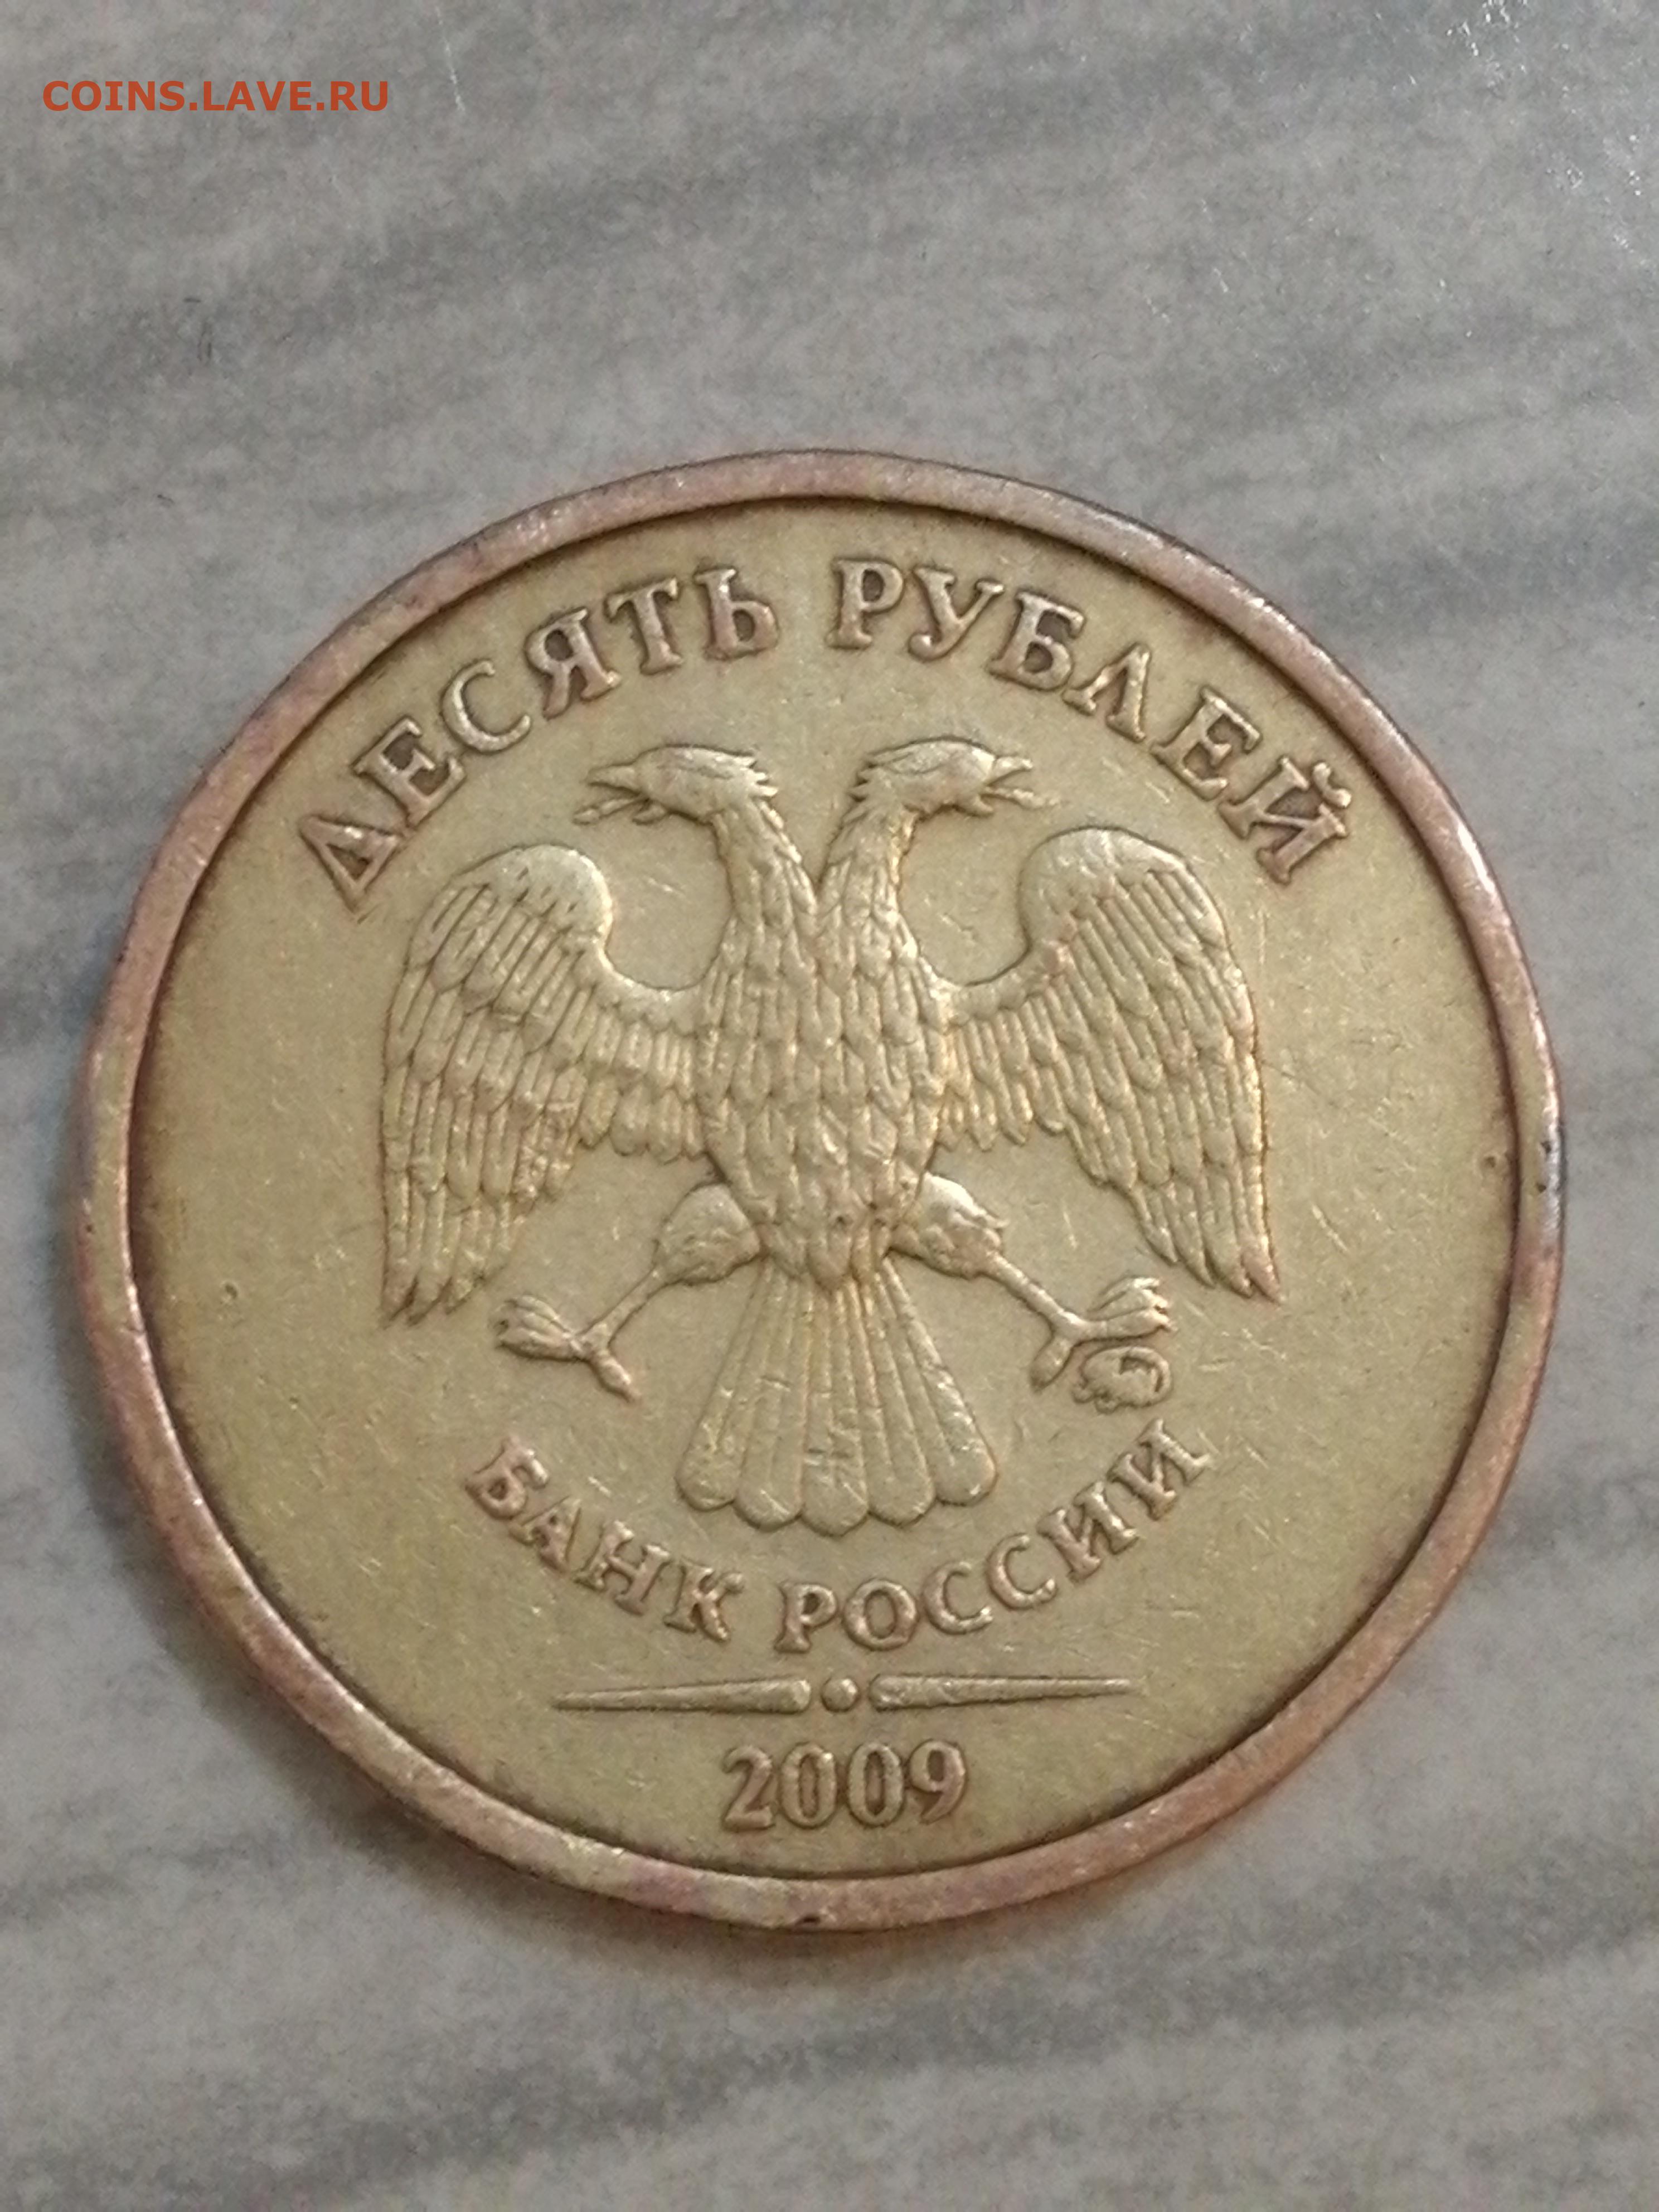 COINS.LAVE.RU
ДЕСЯТЬ РУБЛЕЙ
БАНК РОССИИ
2009